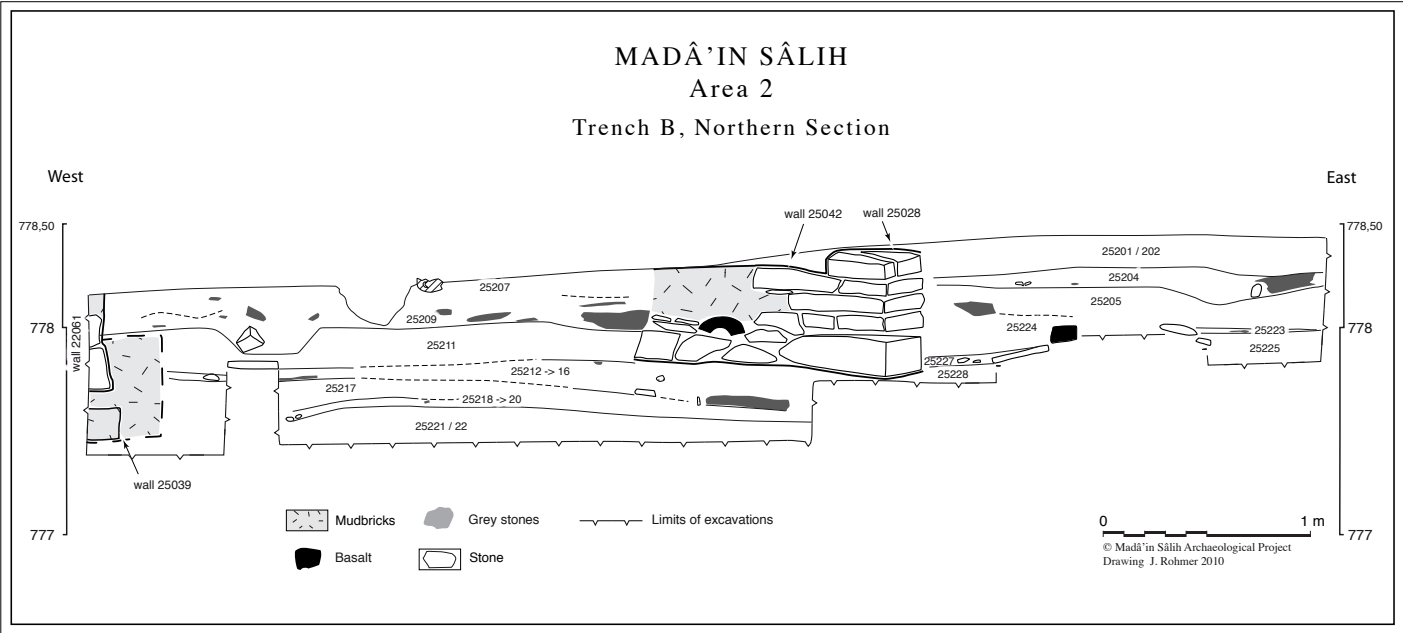 MADÂ'IN SÂLIH
Area 2
Trench B, Northern Section
West
East
778,50
778,50
wall 25042
wall 25028
25201 / 202
25204
25207
25205
wall 22061
778
25209
25224
778
25223
25211
25225
25227
25212 -> 16
25228
25217
25218 -> 20
25221 / 22
wall 25039
Mudbricks
Grey stones
Limits of excavations
0
1 m
777
777
Basalt
Stone
© Madâ'in Sâlih Archaeological Project
Drawing J. Rohmer 2010